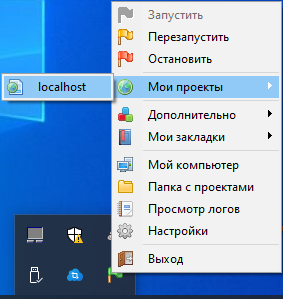 Запустить
Перезапустить
Остановить
localhost
Мои проекты
Дополнительно
Мои закладки
Мой компьютер
Папка с проектами
Просмотр логов
Настройки
Выход